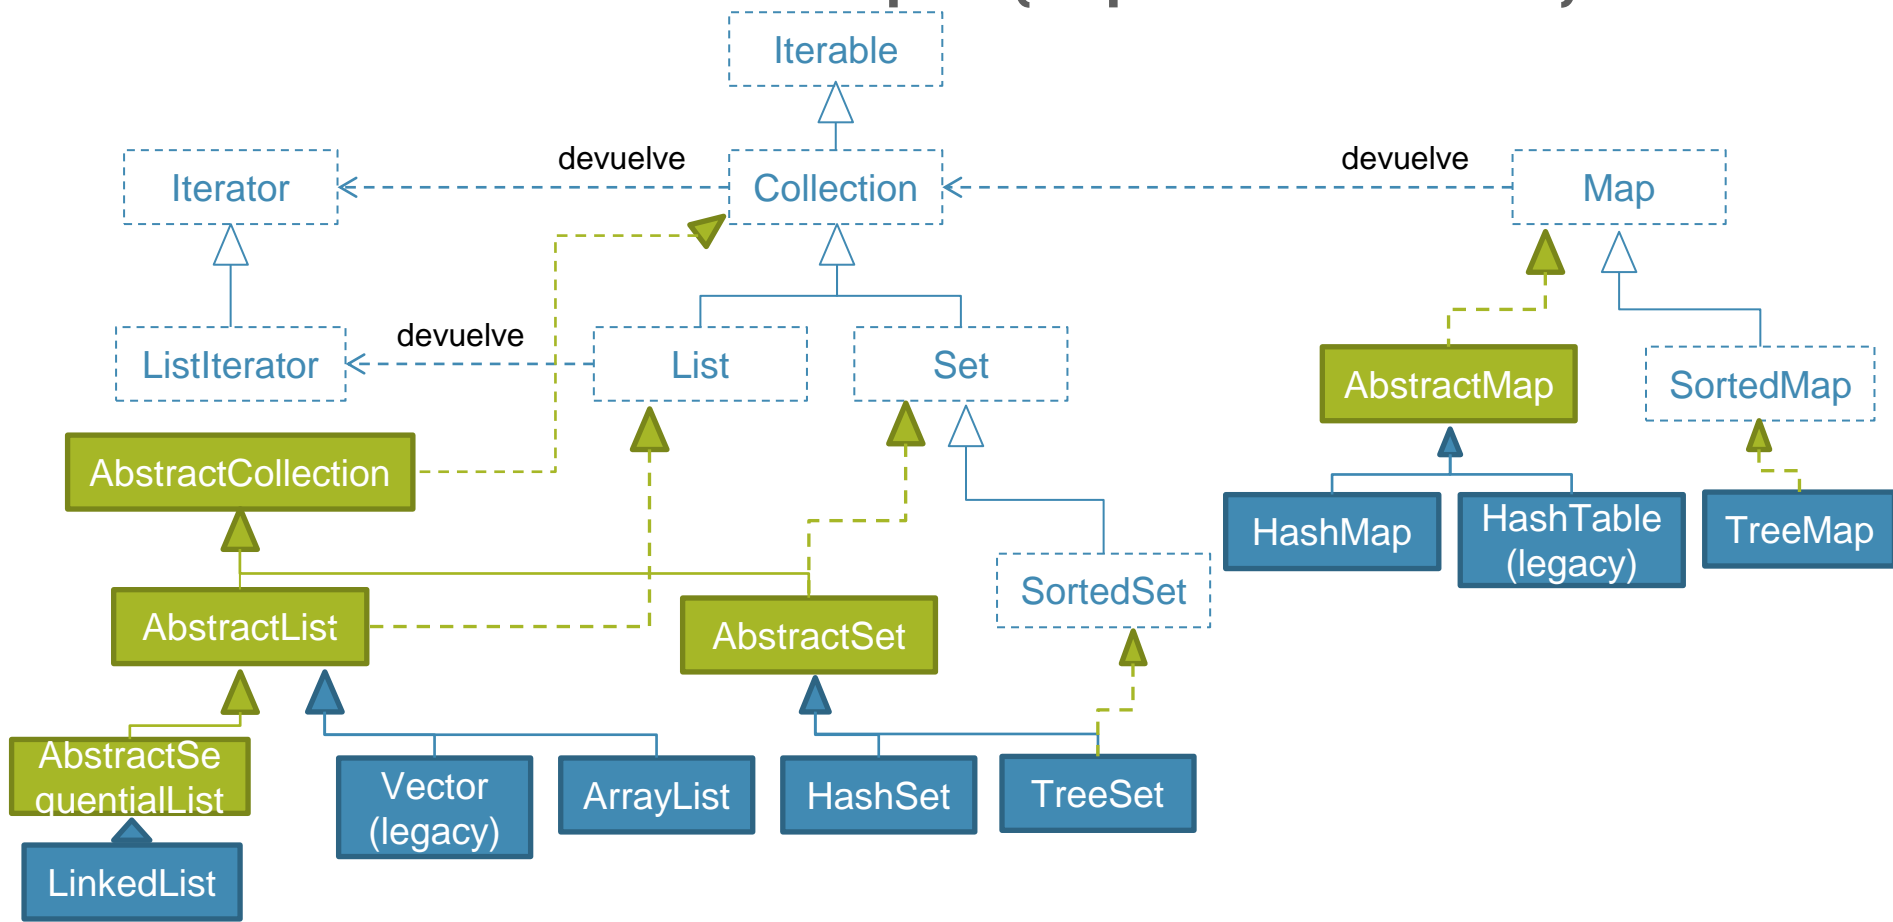 Iterable
devuelve
devuelve
Iterator
Collection
Map
devuelve
ListIterator
List
Set
AbstractMap
SortedMap
AbstractCollection
HashMap
HashTable
(legacy)
TreeMap
AbstractList
AbstractSet
SortedSet
AbstractSe
quentialList
Vector
(legacy)
ArrayList
HashSet
TreeSet
LinkedList